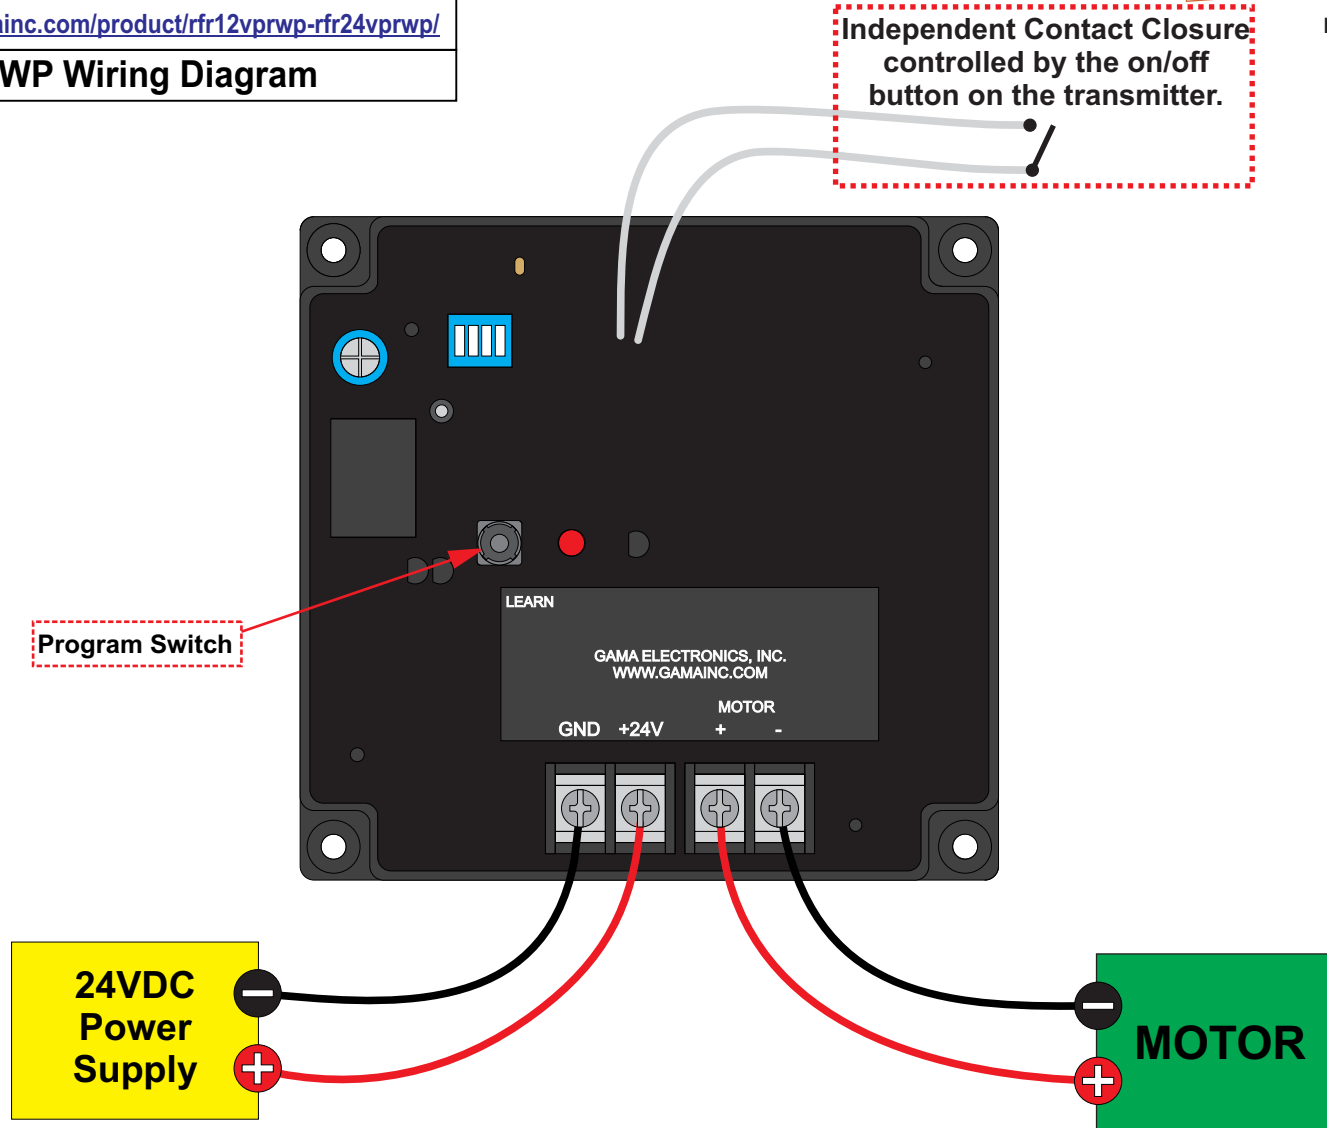 inc.com/product/rfr12vprwp-rfr24vprwp/
WP Wiring Diagram
Independent Contact Closure
controlled by the on/off
button on the transmitter.
Program Switch
LEARN
GAMA ELECTRONICS, INC.
WWW.GAMAINC.COM
MOTOR
GND +24V + -
24VDC
Power
Supply
MOTOR